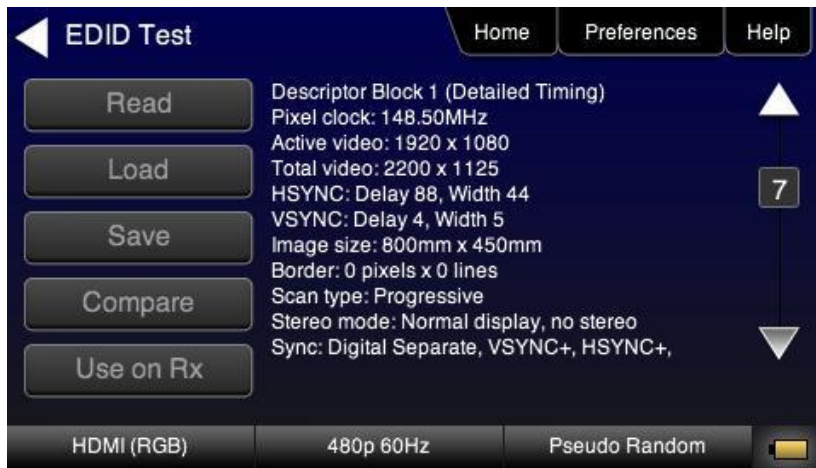 EDID Test
Home
Preferences
Help
Read
Load
Save
Compare
Use on Rx
Descriptor Block 1 (Detailed Timing)
Pixel clock: 148.50MHz
Active video: 1920 x 1080
Total video: 2200 x 1125
HSYNC: Delay 88, Width 44
VSYNC: Delay 4, Width 5
Image size: 800mm x 450mm
Border: 0 pixels x 0 lines
Scan type: Progressive
Stereo mode: Normal display, no stereo
Sync: Digital Separate, VSYNC+, HSYNC+,
7
HDMI (RGB)
480p 60Hz
Pseudo Random